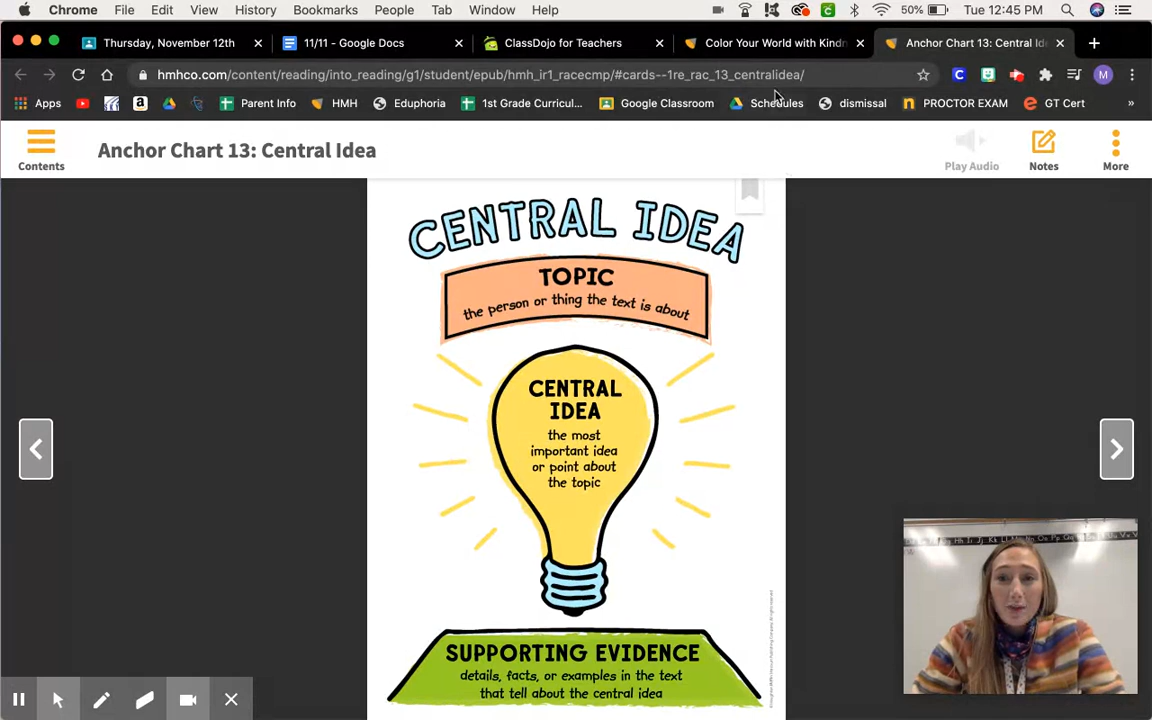 Chrome File Edit View History Bookmarks People Tab Window Help 50% Tue 12:45 PM
Thursday, November 12th 11/11 - Google Docs ClassDojo for Teachers Color Your World with Kindn Anchor Chart 13: Central Id
hmhco.com/content/reading/into_reading/g1/student/epub/hmh_ir1_racecmp/#cards--1re_rac_13_centralidea/
Apps Parent Info HMH Eduphoria 1st Grade Curricul... Google Classroom Schedules dismissal PROCTOR EXAM GT Cert »
Contents
Anchor Chart 13: Central Idea
Play Audio Notes More
CENTRAL IDEA
TOPIC
the person or thing the text is about
CENTRAL
IDEA
the most
important idea
or point about
the topic
SUPPORTING EVIDENCE
details, facts, or examples in the text
that tell about the central idea